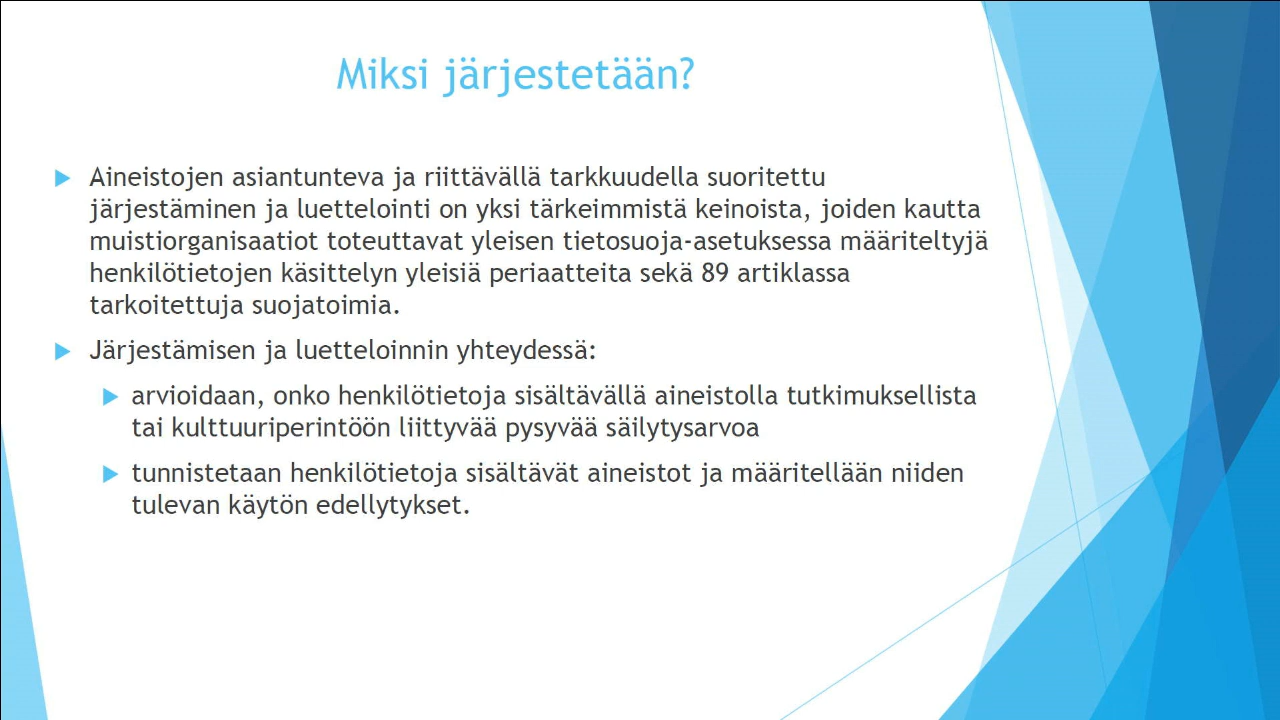 Miksi järjestetään?
Aineistojen asiantunteva ja riittävällä tarkkuudella suoritettu
järjestäminen ja luettelointi on yksi tärkeimmistä keinoista, joiden kautta
muistiorganisaatiot toteuttavat yleisen tietosuoja-asetuksessa määriteltyjä
henkilötietojen käsittelyn yleisiä periaatteita sekä 89 artiklassa
tarkoitettuja suojatoimia.
Järjestämisen ja luetteloinnin yhteydessä:
arvioidaan, onko henkilötietoja sisältävällä aineistolla tutkimuksellista
tai kulttuuriperintöön liittyvää pysyvää säilytysarvoa
tunnistetaan henkilötietoja sisältävät aineistot ja määritellään niiden
tulevan käytön edellytykset.